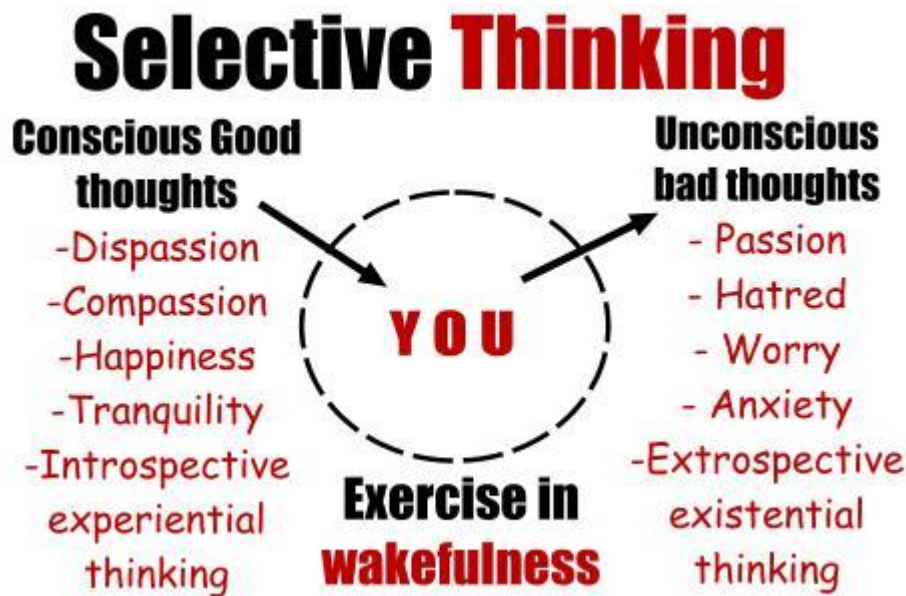 Selective Thinking
Conscious Good
thoughts
-Dispassion
-Compassion
-Happiness
-Tranquility
-Introspective
experiential
thinking
YOU
Exercise in
wakefulness
Unconscious
bad thoughts
- Passion
- Hatred
- Worry
- Anxiety
-Extrospective
existential
thinking